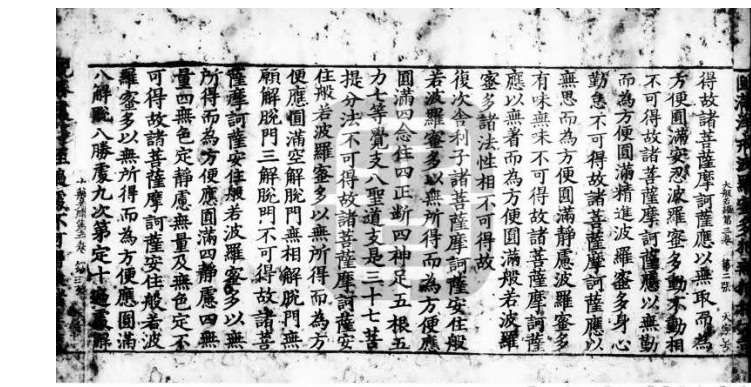 得故諸菩薩摩訶薩應以無取而為
大般若經第三卷 第二張 天
方便圓滿安忍波羅蜜多動不動相
不可得故諸菩薩摩訶薩應以無勤
而為方便圓滿精進波羅蜜多身心
勤怠不可得故諸菩薩摩訶薩應以
無思而為方便圓滿靜慮波羅蜜多
有味無味不可得故諸菩薩摩訶薩
應以無著而為方便圓滿般若波羅
蜜多諸法性相不可得故
復次舍利子諸菩薩摩訶薩安住般
若波羅蜜多以無所得而為方便應
圓滿四念住四正斷四神足五根五
力七等覺支八聖道支是三十七菩
提分法不可得故諸菩薩摩訶薩安
住般若波羅蜜多以無所得而為方
便應圓滿空解脫門無相解脫門無
願解脫門三解脫門不可得故諸菩
薩摩訶薩安住般若波羅蜜多以無
所得而為方便應圓滿四靜慮四無
量四無色定靜慮無量及無色定不
可得故諸菩薩摩訶薩安住般若波
羅蜜多以無所得而為方便應圓滿
八解脫八勝處九次第定十遍處解